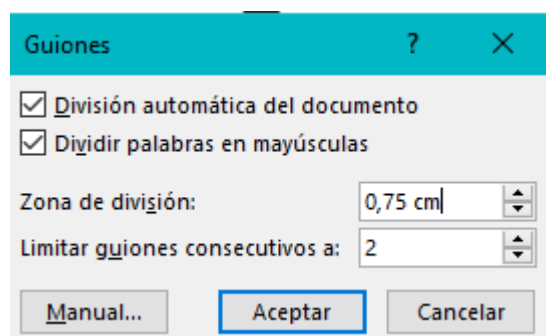 Guiones ?
División automática del documento
Dividir palabras en mayúsculas
Zona de división: 0,75 cm
Limitar guiones consecutivos a: 2
Manual... Aceptar Cancelar